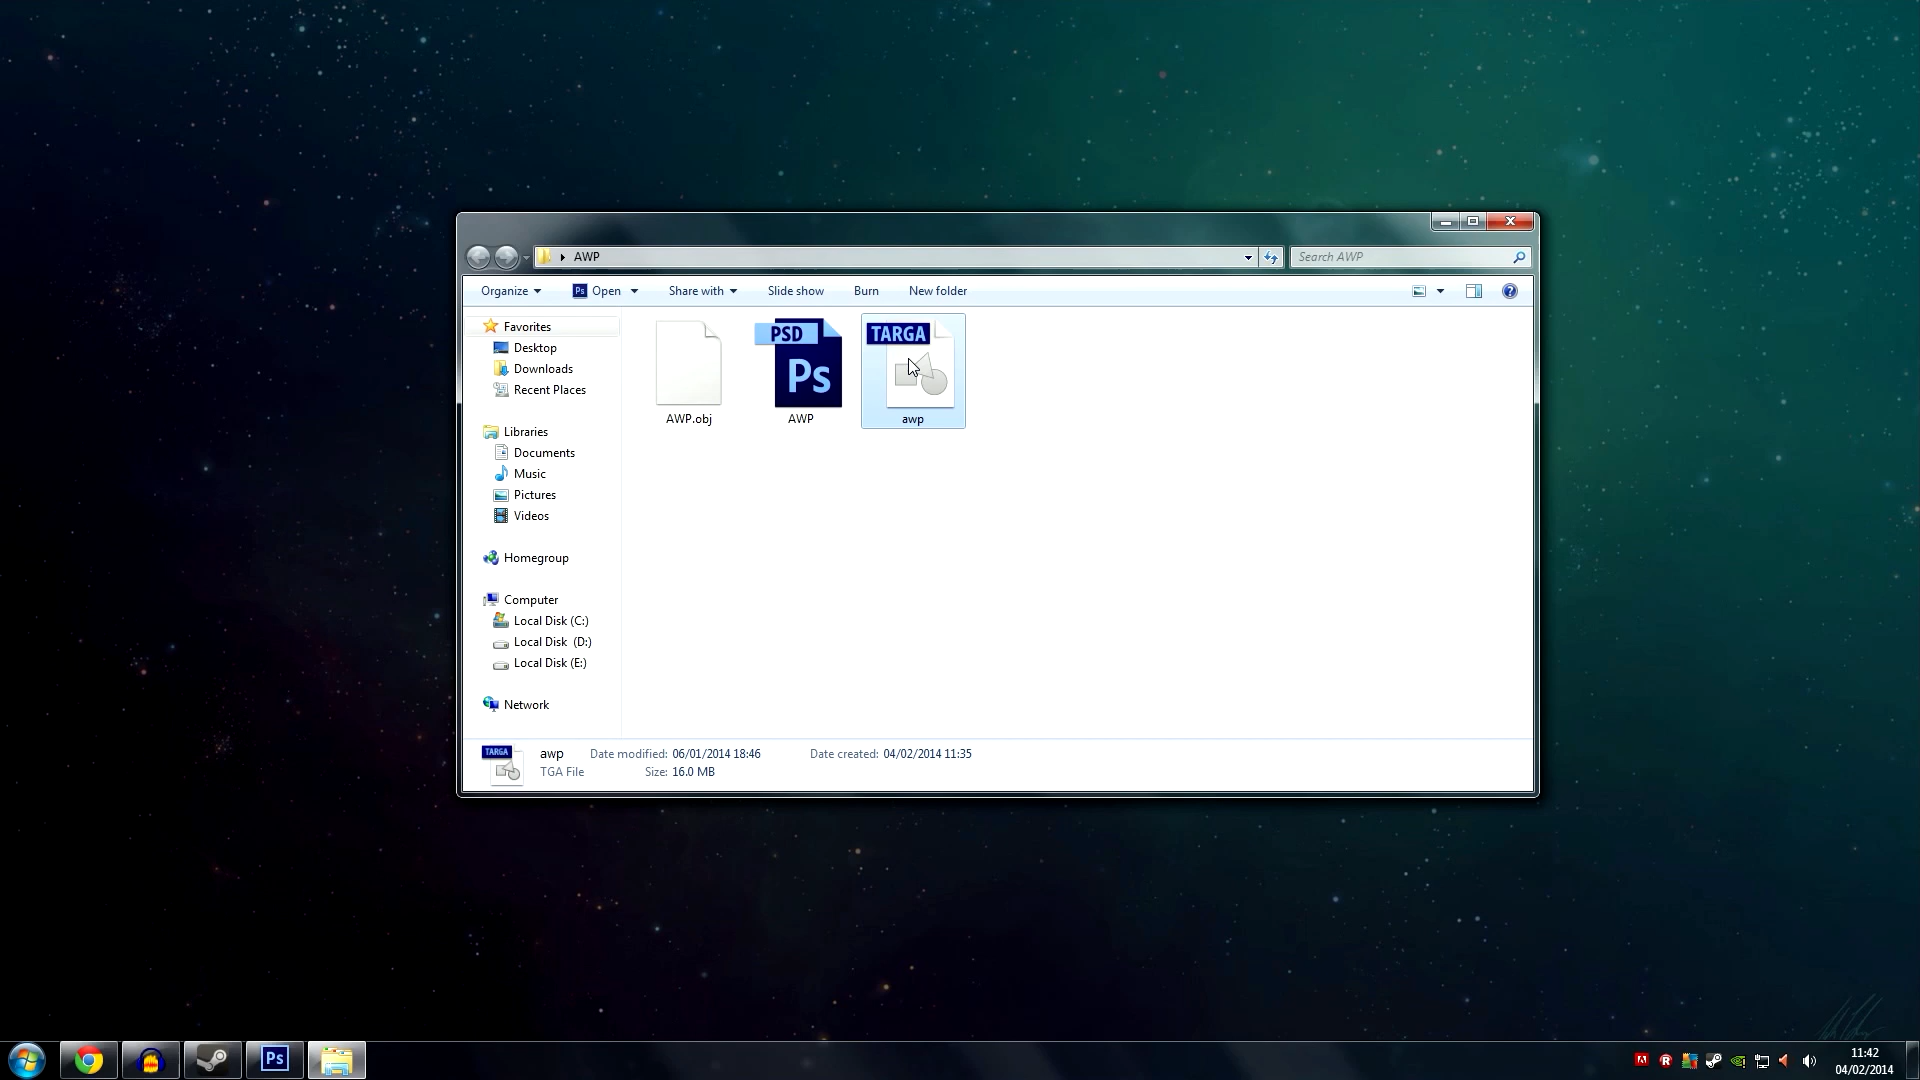 AWP
Search AWP
Organize
Ps Open
Share with
Slide show
Burn
New folder
Favorites
Desktop
Downloads
Recent Places
Libraries
Documents
Music
Pictures
Videos
Homegroup
Computer
Local Disk (C:)
Local Disk (D:)
Local Disk (E:)
Network
AWP.obj
PSD
Ps
AWP
TARGA
awp
TARGA
awp
Date modified: 06/01/2014 18:46
Date created: 04/02/2014 11:35
TGA File
Size: 16.0 MB
Ps
11:42
04/02/2014